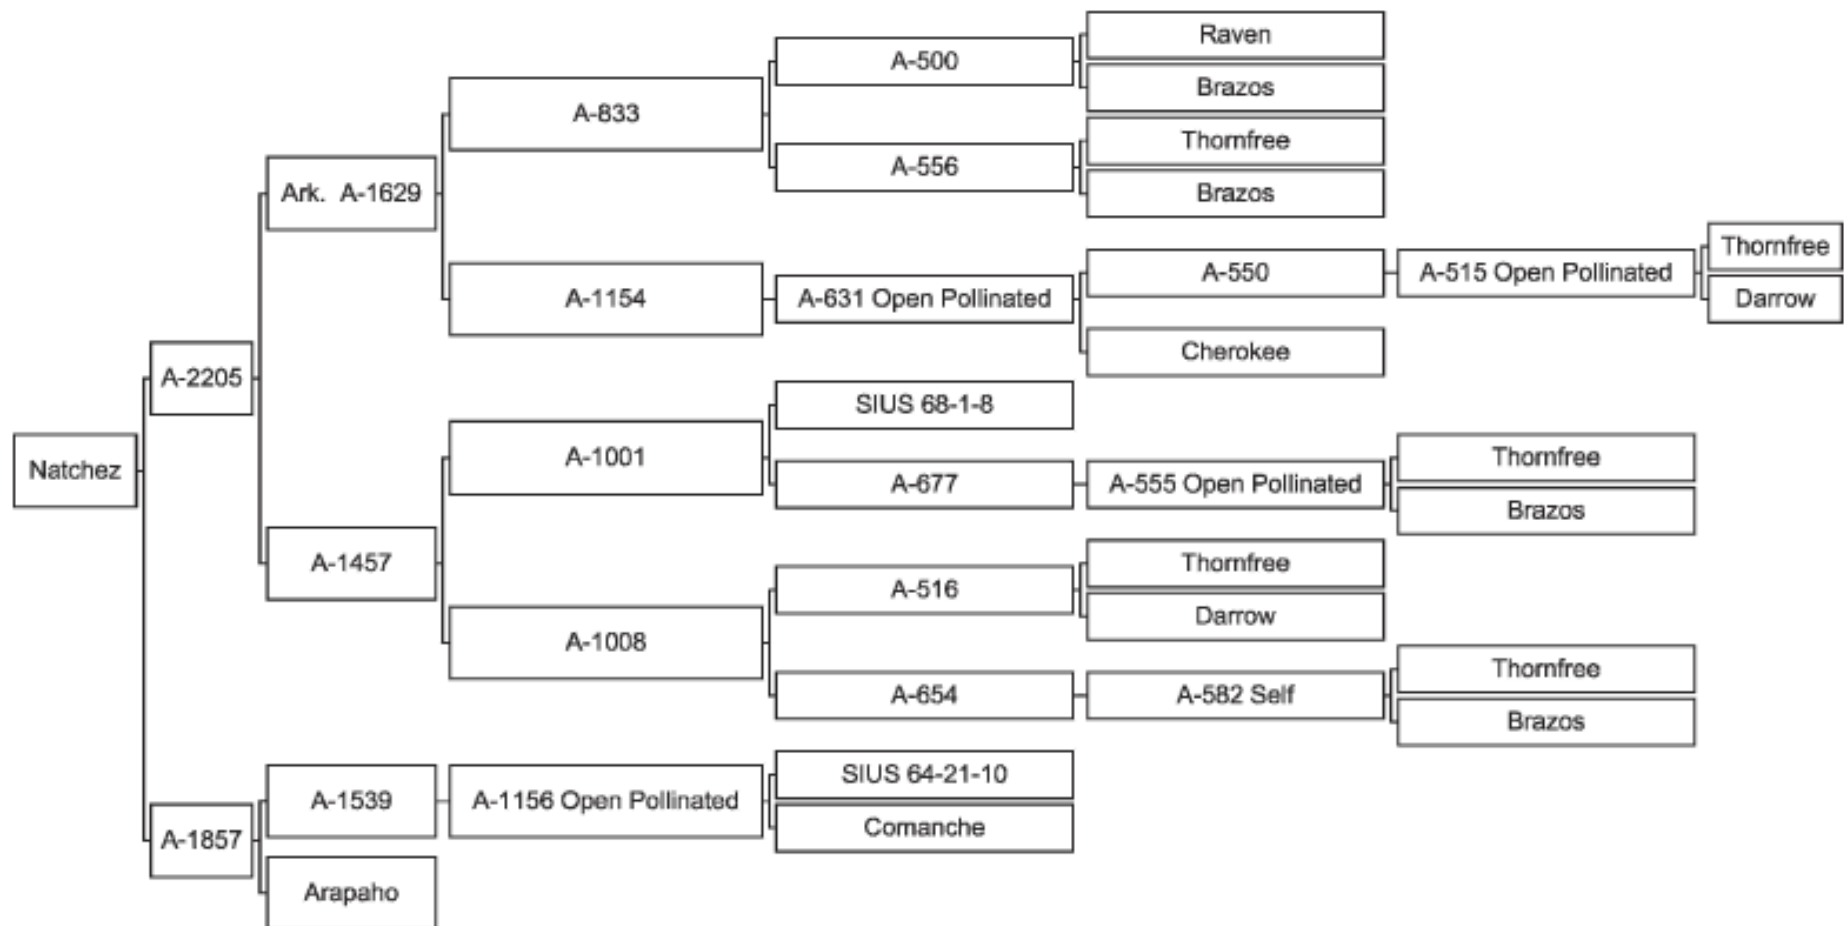 Raven
A-500
Brazos
A-833
Thornfree
A-556
Brazos
Ark.  A-1629
Thornfree
A-550
A-515 Open Pollinated
A-1154
A-631 Open Pollinated
Darrow
Cherokee
A-2205
SIUS 68-1-8
A-1001
Thornfree
Natchez
A-677
A-555 Open Pollinated
Brazos
A-1457
Thornfree
A-516
Darrow
A-1008
Thornfree
A-654
A-582 Self
Brazos
SIUS 64-21-10
A-1539
A-1156 Open Pollinated
Comanche
A-1857
Arapaho